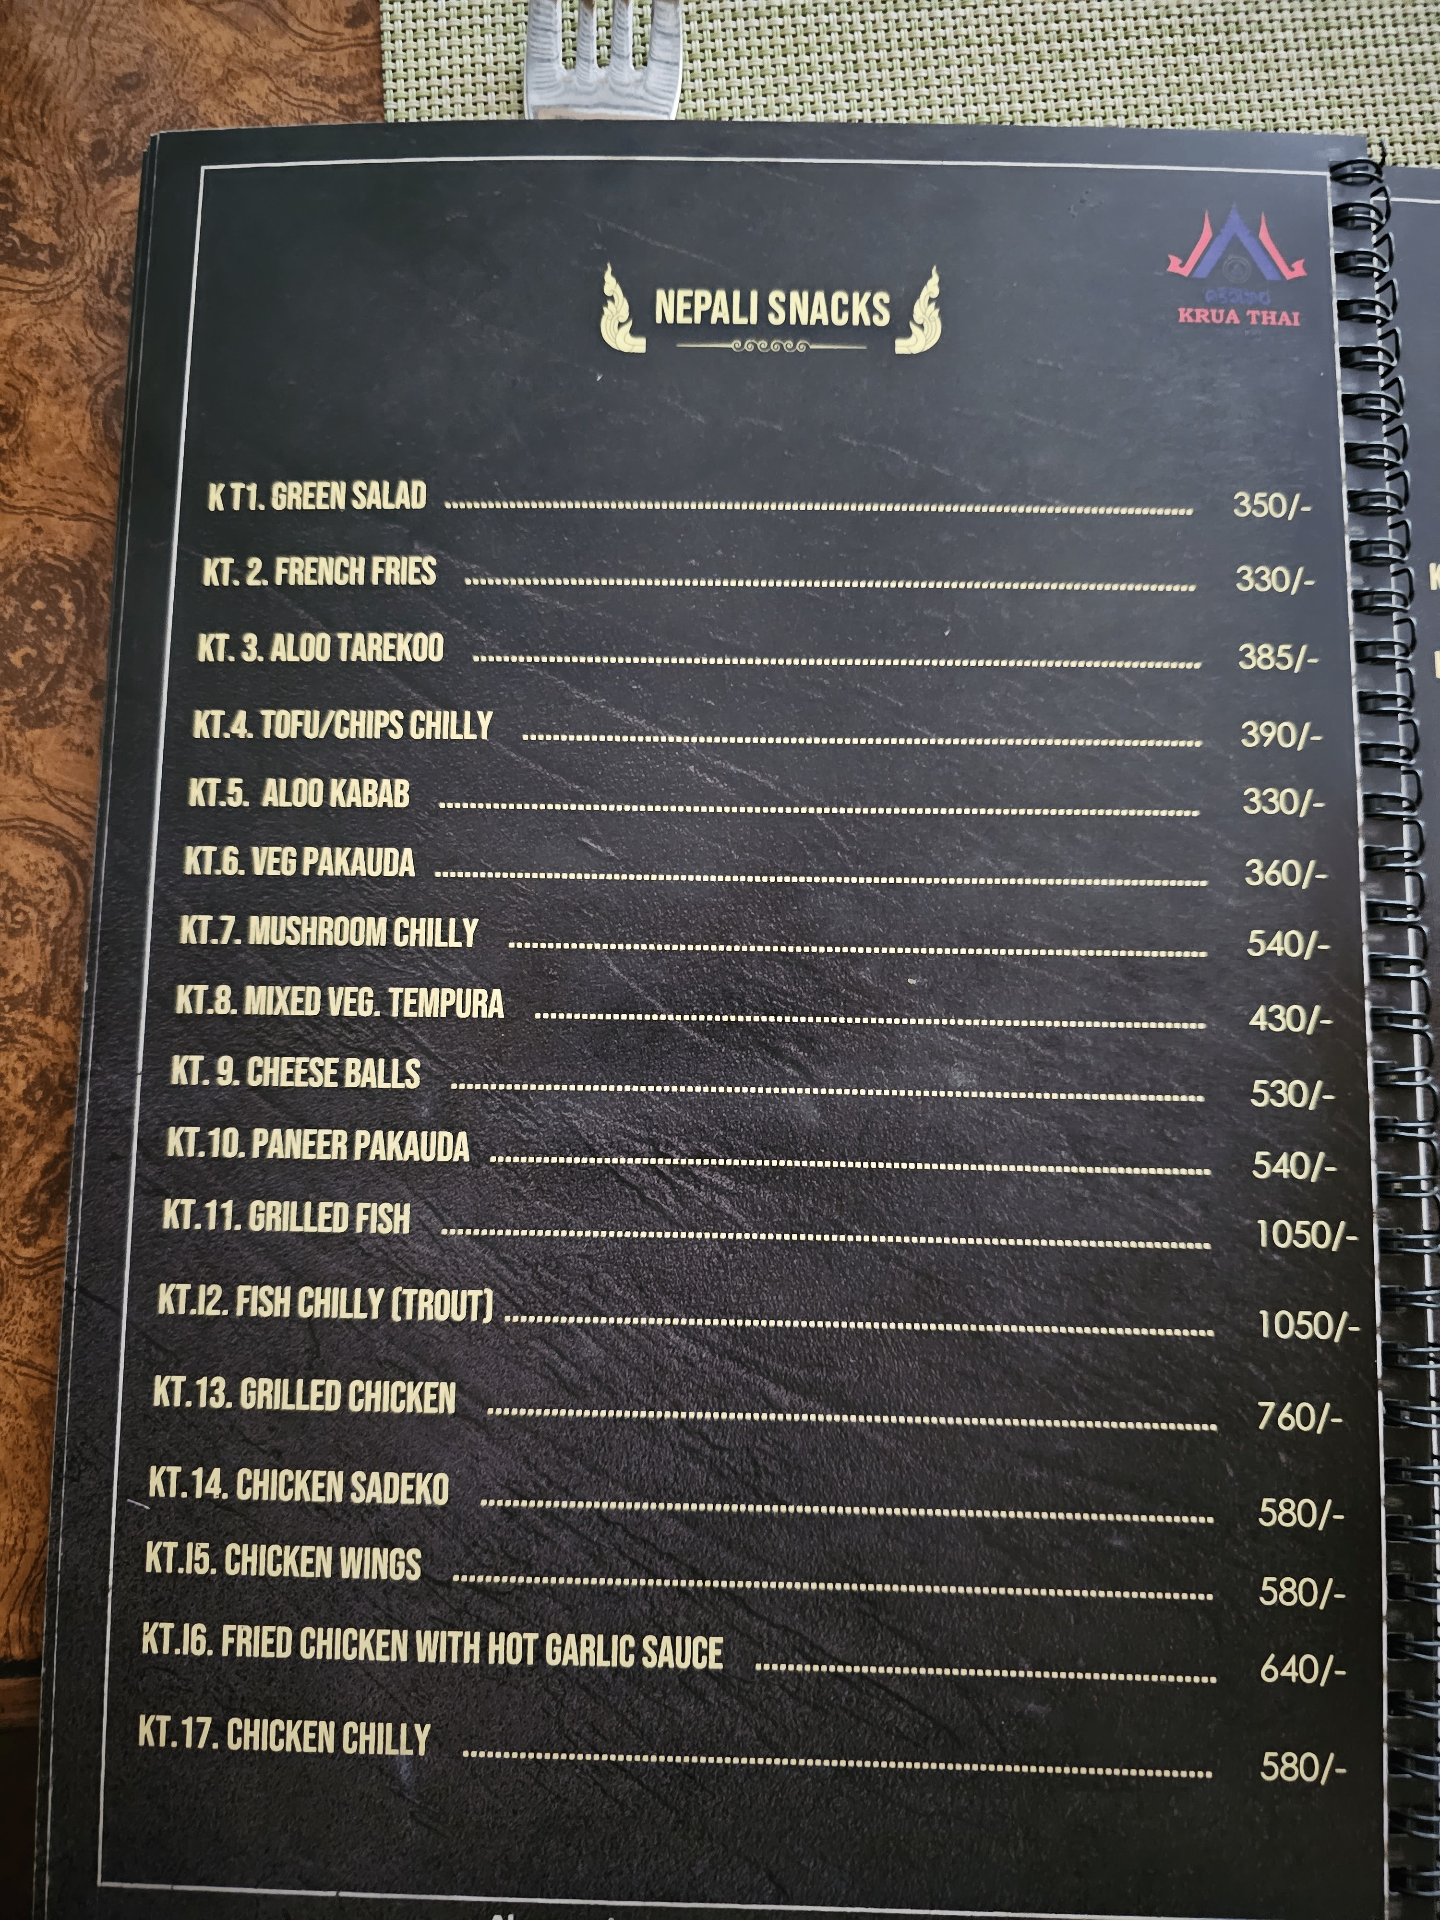 NEPALI SNACKS
KRUA THAI
K T1. GREEN SALAD ........ 350/-
KT. 2. FRENCH FRIES ........ 330/-
KT. 3. ALOO TAREKOO ........ 385/-
KT.4. TOFU/CHIPS CHILLY ........ 390/-
KT.5. ALOO KABAB ........ 330/-
KT.6. VEG PAKAUDA ........ 360/-
KT.7. MUSHROOM CHILLY ........ 540/-
KT.8. MIXED VEG. TEMPURA ........ 430/-
KT. 9. CHEESE BALLS ........ 530/-
KT.10. PANEER PAKAUDA ........ 540/-
KT.11. GRILLED FISH ........ 1050/-
KT.I2. FISH CHILLY (TROUT) ........ 1050/-
KT.13. GRILLED CHICKEN ........ 760/-
KT.14. CHICKEN SADEKO ........ 580/-
KT.I5. CHICKEN WINGS ........ 580/-
KT.I6. FRIED CHICKEN WITH HOT GARLIC SAUCE ........ 640/-
KT.17. CHICKEN CHILLY ........ 580/-